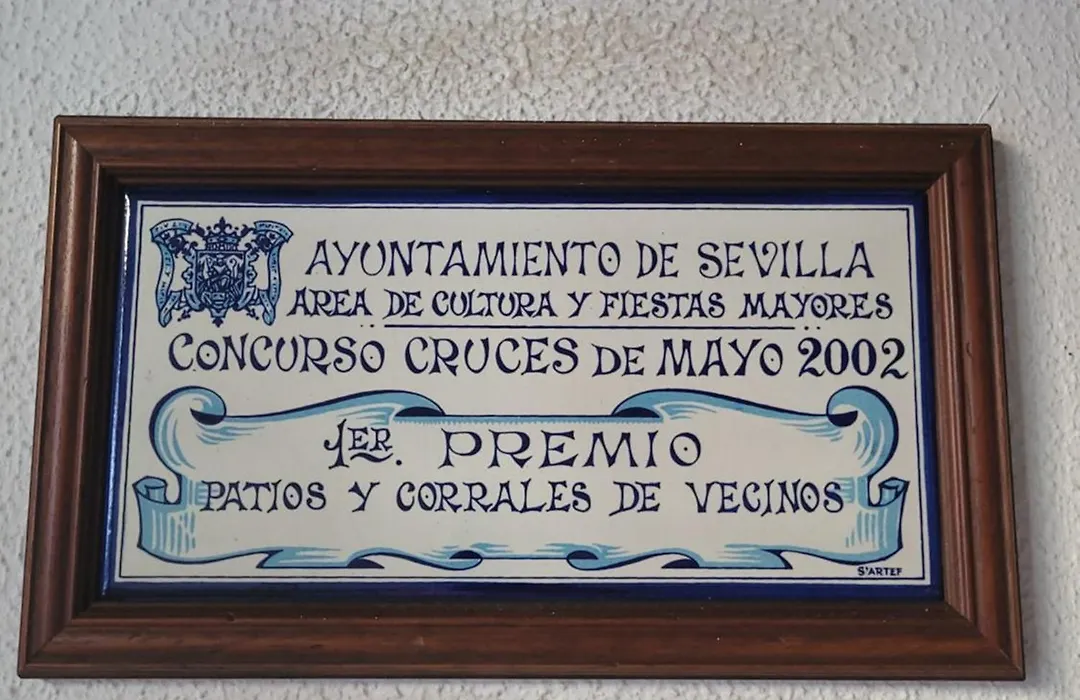 AYUNTAMIENTO DE SEVILLA
AREA DE CULTURA Y FIESTAS MAYORES
CONCURSO CRUCES DE MAYO 2002
1ER. PREMIO
PATIOS Y CORRALES DE VECINOS
S'ARTEF